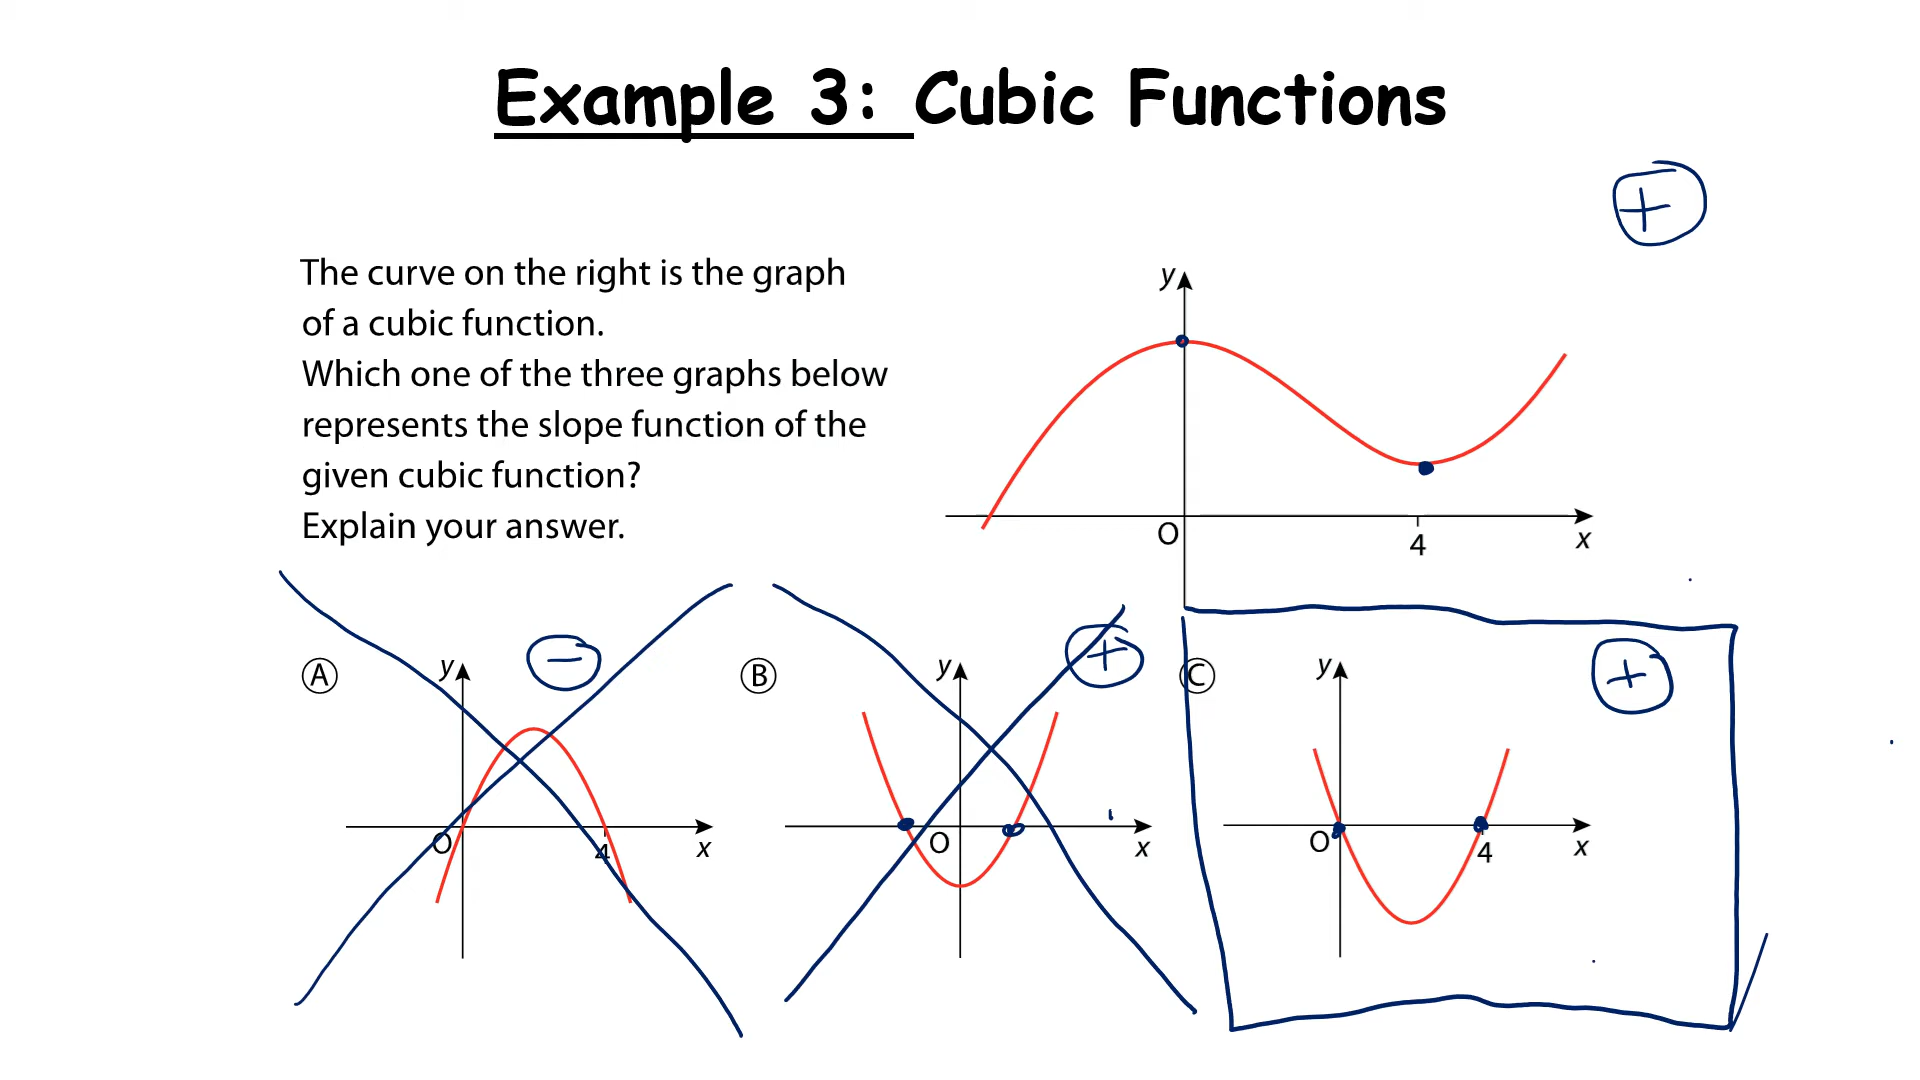 Example 3: Cubic Functions
+
The curve on the right is the graph
of a cubic function.
Which one of the three graphs below
represents the slope function of the
given cubic function?
Explain your answer.
y
O
4
x
A
y
−
O
4
x
B
y
+
O
x
C
y
+
O
4
x